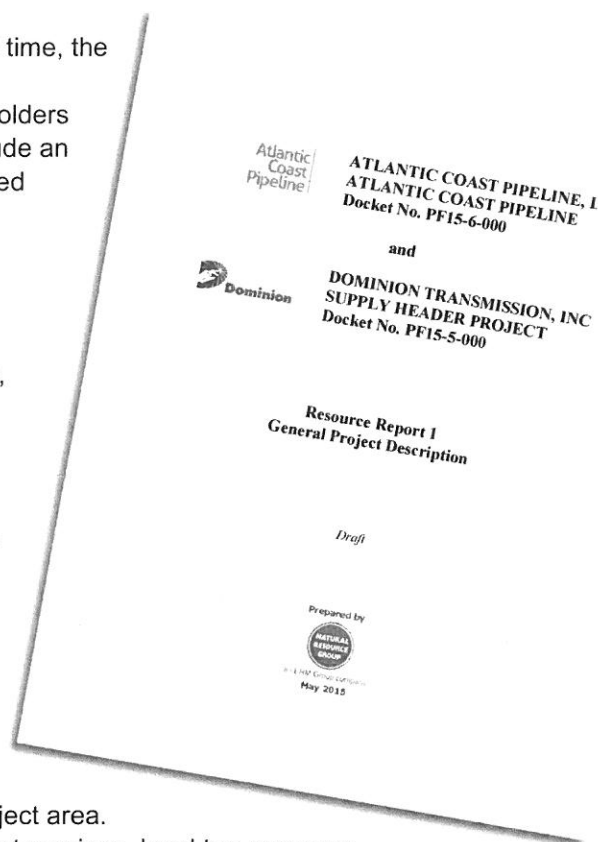 time, the
olders
ude an
ed
,
Atlantic
Coast
Pipeline
ATLANTIC COAST PIPELINE, L
ATLANTIC COAST PIPELINE
Docket No. PF15-6-000
and
Dominion
DOMINION TRANSMISSION, INC
SUPPLY HEADER PROJECT
Docket No. PF15-5-000
Resource Report 1
General Project Description
Draft
Prepared by
NATURAL
RESOURCE
GROUP
May 2015
ject area.